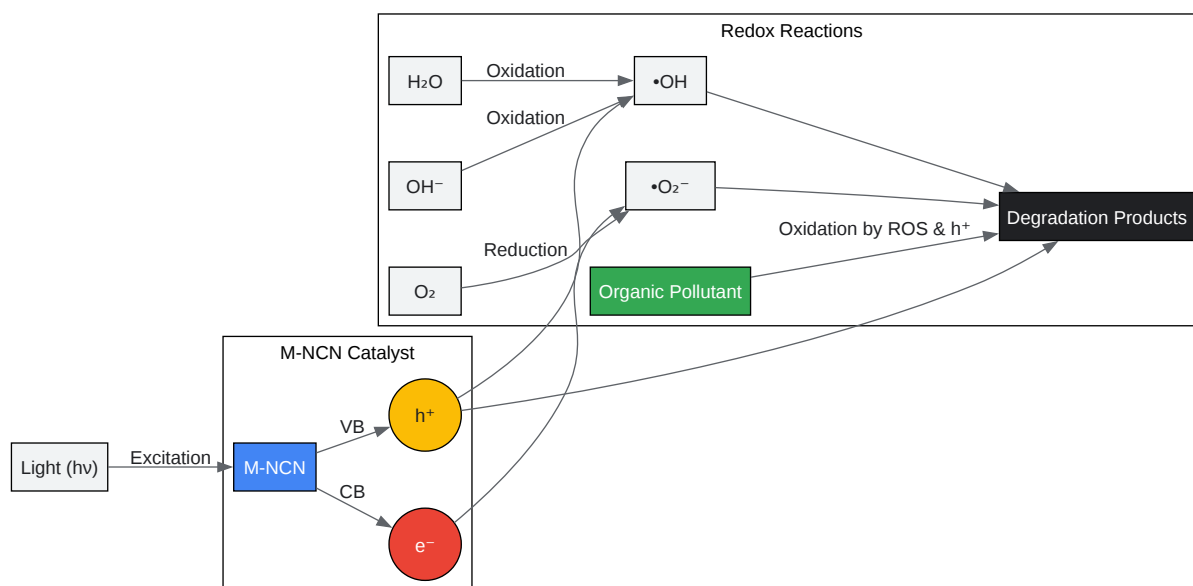 Redox Reactions
H₂O
Oxidation
•OH
Oxidation
OH⁻
•O₂⁻
Degradation Products
Oxidation by ROS & h⁺
Reduction
O₂
Organic Pollutant
M-NCN Catalyst
h⁺
VB
Light (hν)
Excitation
M-NCN
CB
e⁻